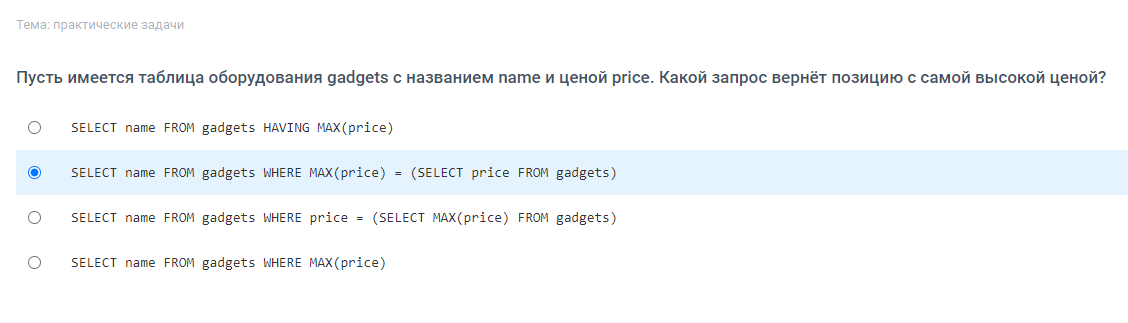 Тема: практические задачи
Пусть имеется таблица оборудования gadgets с названием name и ценой price. Какой запрос вернёт позицию с самой высокой ценой?
SELECT name FROM gadgets HAVING MAX(price)
SELECT name FROM gadgets WHERE MAX(price) = (SELECT price FROM gadgets)
SELECT name FROM gadgets WHERE price = (SELECT MAX(price) FROM gadgets)
SELECT name FROM gadgets WHERE MAX(price)